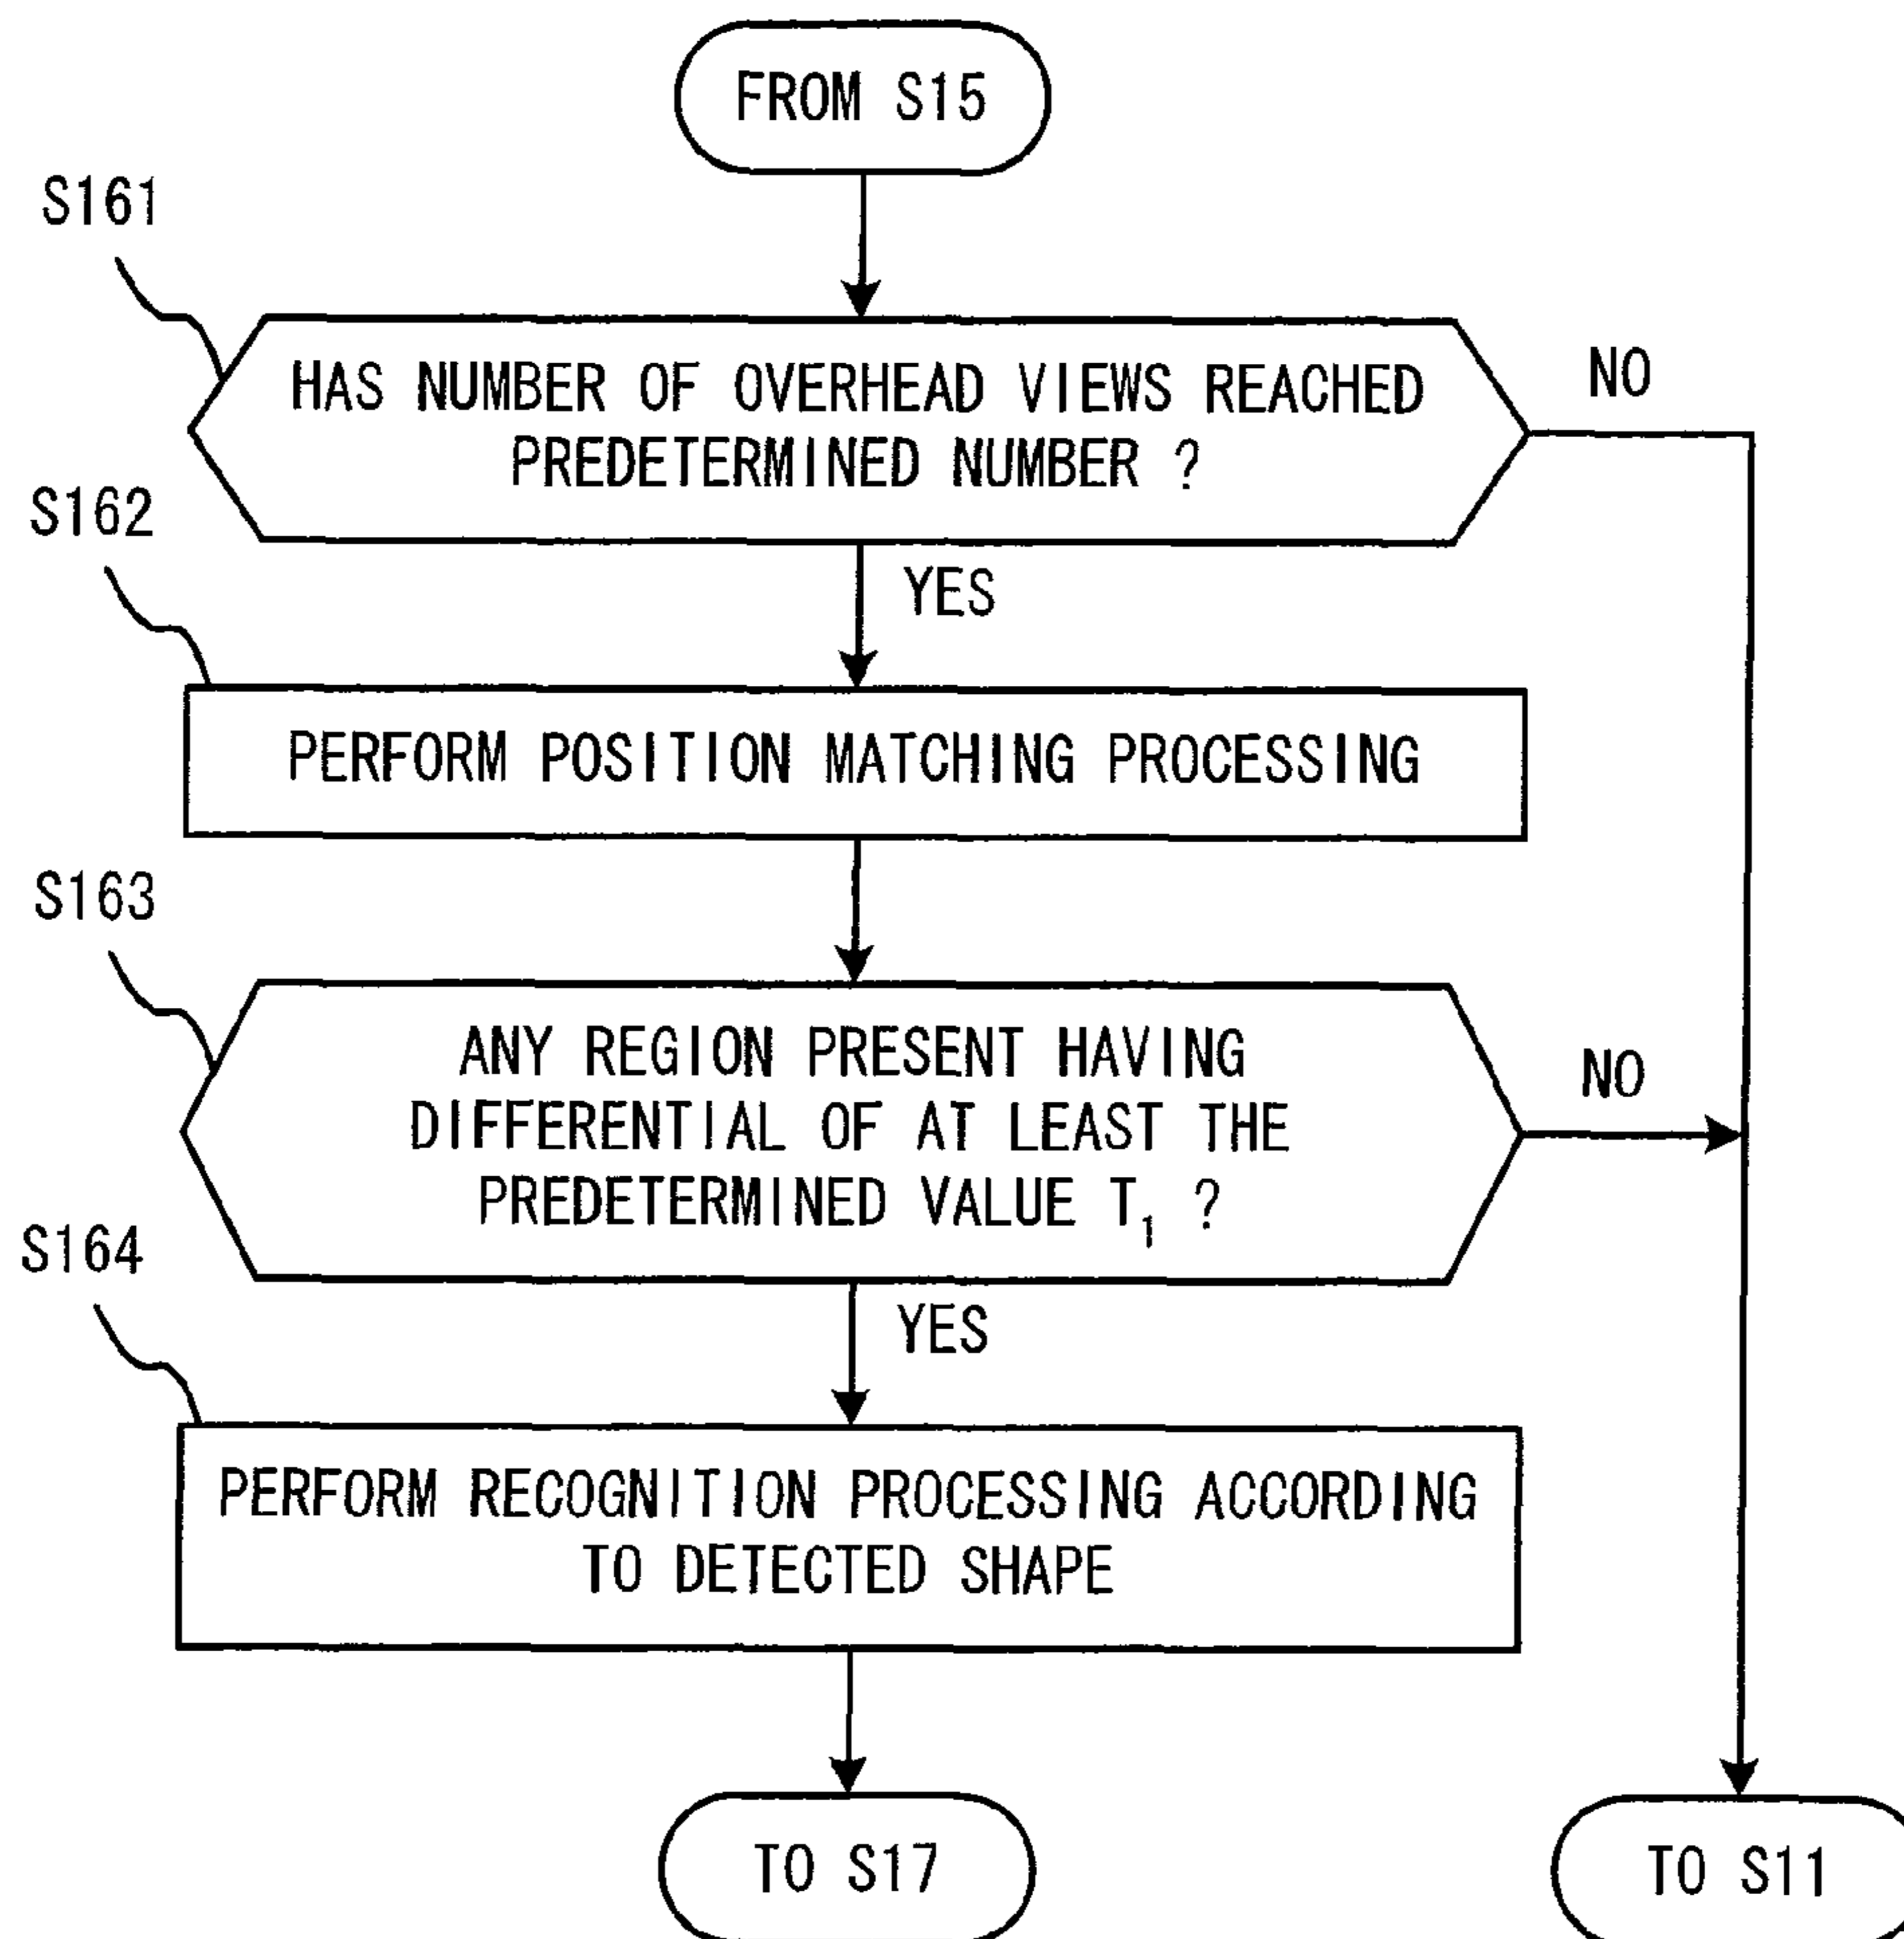 FROM S15
S161
HAS NUMBER OF OVERHEAD VIEWS REACHED
PREDETERMINED NUMBER ?
NO
S162
YES
PERFORM POSITION MATCHING PROCESSING
S163
ANY REGION PRESENT HAVING
DIFFERENTIAL OF AT LEAST THE
PREDETERMINED VALUE T₁ ?
NO
S164
YES
PERFORM RECOGNITION PROCESSING ACCORDING
TO DETECTED SHAPE
TO S17
TO S11